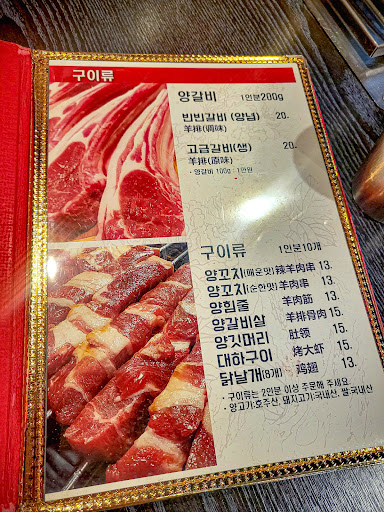 구이류
양갈비 1인분200g
빈빈갈비 (양념) 20.
羊排(调味)
고급갈비(생) 20.
羊排(原味)
· 양갈비 100g : 1만원
구이류 1인분10개
양꼬치(매운맛) 辣羊肉串 13.
양꼬치(순한맛) 羊肉串 13.
양힘줄 羊肉筋 13.
양갈비살 羊排骨肉 15.
양깃머리 肚领 15.
대하구이 烤大虾 15.
닭날개(8개) 鸡翅 13.
· 구이류는 2인분 이상 주문해 주세요.
· 양고기:호주산, 돼지고기:국내산, 쌀:국내산